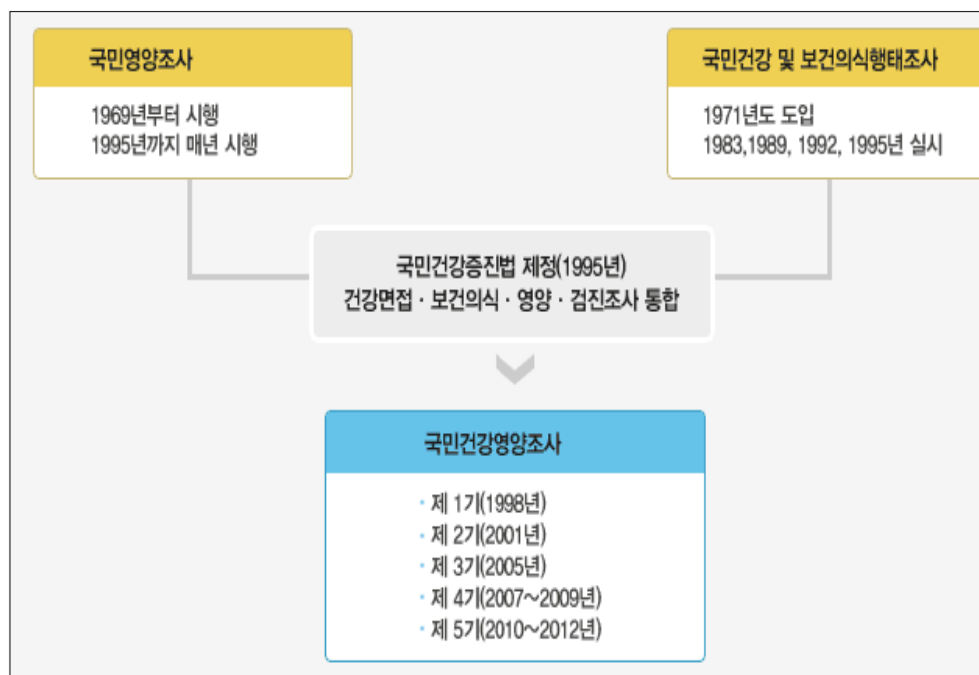 국민영양조사
1969년부터 시행
1995년까지 매년 시행
국민건강 및 보건의식행태조사
1971년도 도입
1983,1989, 1992, 1995년 실시
국민건강증진법 제정(1995년)
건강면접 · 보건의식 · 영양 · 검진조사 통합
국민건강영양조사
· 제 1기(1998년)
· 제 2기(2001년)
· 제 3기(2005년)
· 제 4기(2007~2009년)
· 제 5기(2010~2012년)